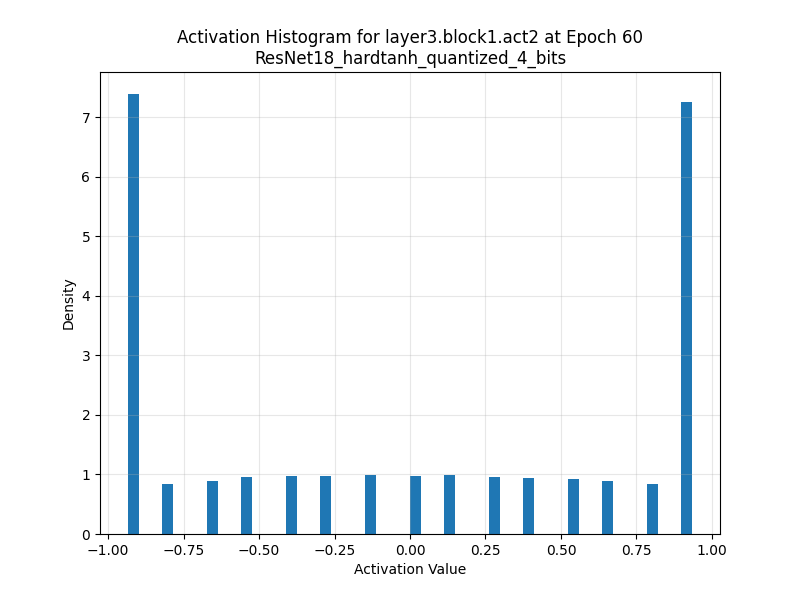 Activation Histogram for layer3.block1.act2 at Epoch 60
ResNet18_hardtanh_quantized_4_bits
Density
7
6
5
4
3
2
1
0
−1.00 −0.75 −0.50 −0.25 0.00 0.25 0.50 0.75 1.00
Activation Value